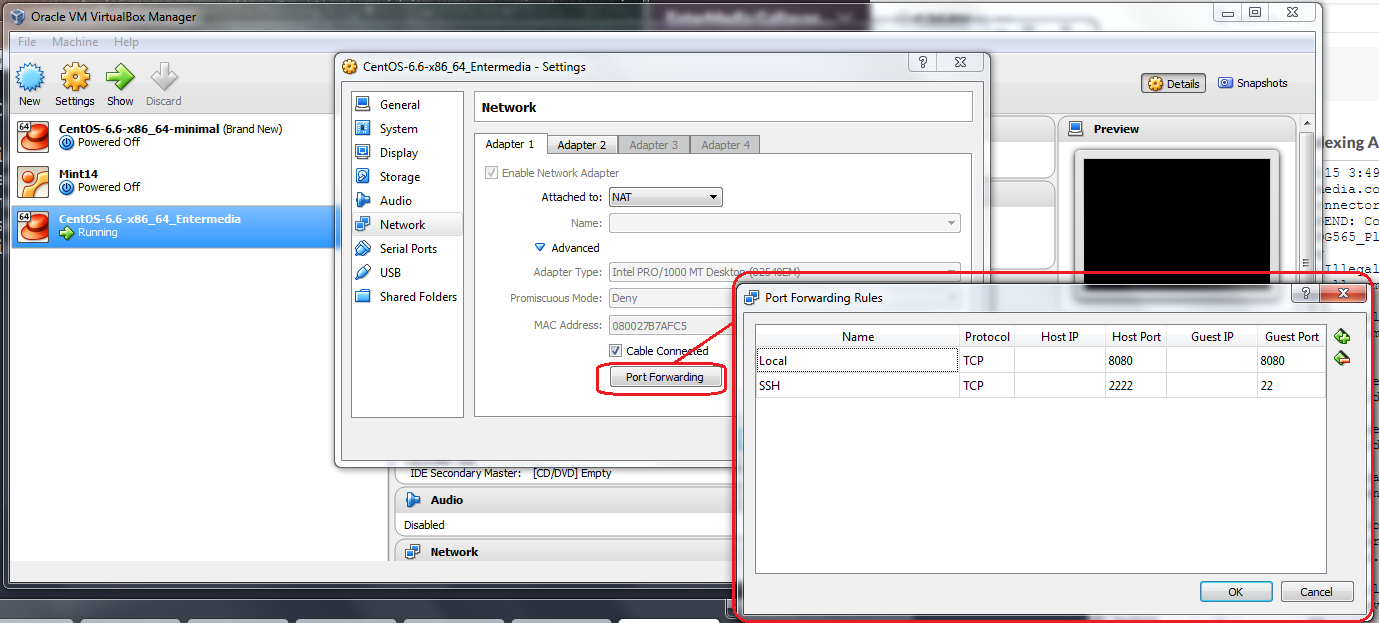 Oracle VM VirtualBox Manager
File Machine Help
New Settings Show Discard
Details Snapshots
64 CentOS-6.6-x86_64-minimal (Brand New)
Powered Off
Mint14
Powered Off
64 CentOS-6.6-x86_64_Entermedia
Running
CentOS-6.6-x86_64_Entermedia - Settings
?
General
System
Display
Storage
Audio
Network
Serial Ports
USB
Shared Folders
Network
Adapter 1 Adapter 2 Adapter 3 Adapter 4
Enable Network Adapter
Attached to: NAT
Name:
Advanced
Adapter Type: Intel PRO/1000 MT Desktop (82540EM)
Promiscuous Mode: Deny
MAC Address: 080027B7AFC5
Cable Connected
Port Forwarding
Preview
IDE Secondary Master: [CD/DVD] Empty
Audio
Disabled
Network
Port Forwarding Rules
?
Name Protocol Host IP Host Port Guest IP Guest Port
Local TCP 8080 8080
SSH TCP 2222 22
OK Cancel
exing A
15 3:49
edia.co
nnector
END: Co
G565_Pl
Illegal